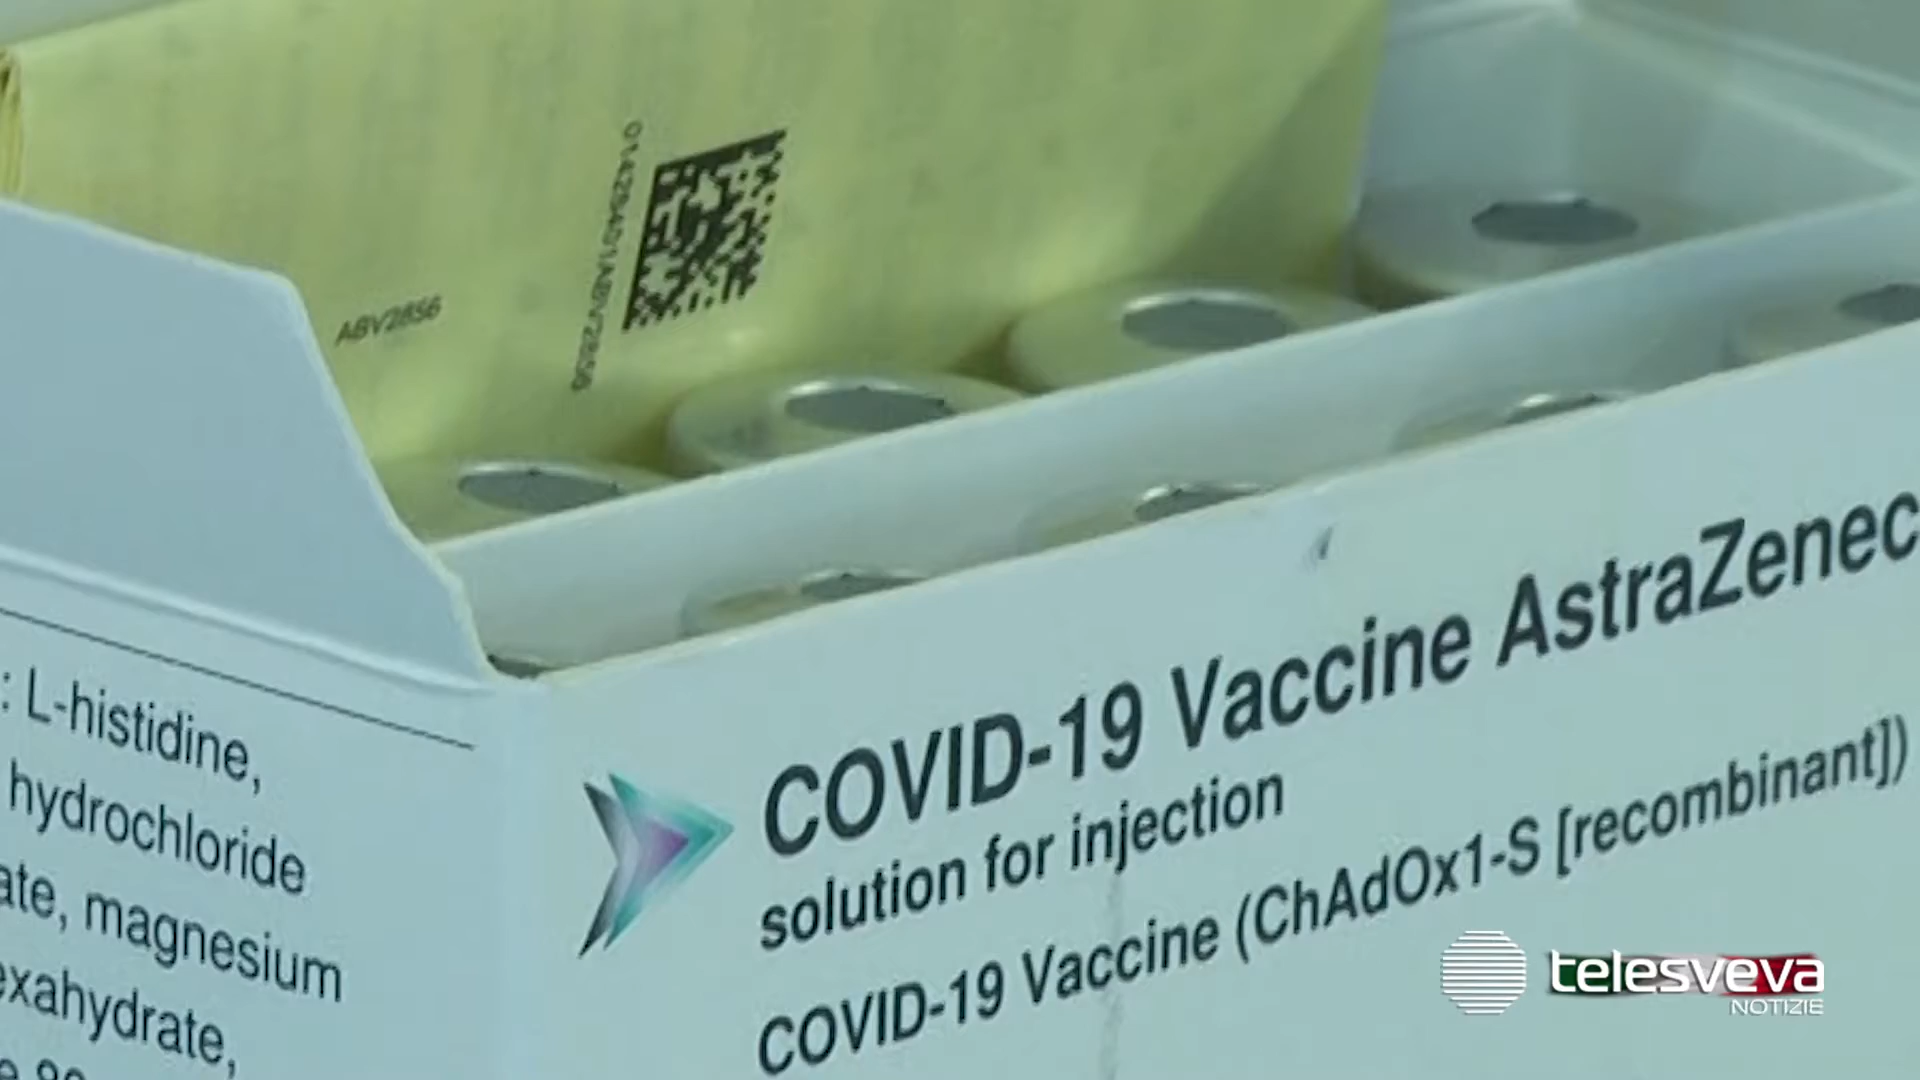 ABV2856
: L-histidine,
hydrochloride
ate, magnesium
exahydrate,
COVID-19 Vaccine AstraZenec
solution for injection
COVID-19 Vaccine (ChAdOx1-S [recombinant])
telesveva
NOTIZIE